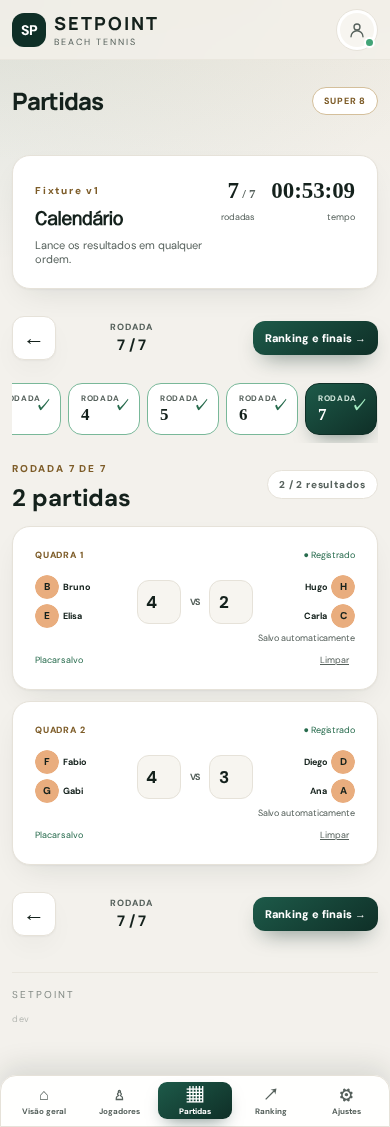 SP
SETPOINT
BEACH TENNIS
Partidas
SUPER 8
Fixture v1
7 / 7
00:53:09
rodadas
tempo
Calendário
Lance os resultados em qualquer
ordem.
←
RODADA
7 / 7
Ranking e finais →
RODADA ✓
RODADA
4 ✓
RODADA
5 ✓
RODADA
6 ✓
RODADA
7 ✓
RODADA 7 DE 7
2 partidas
2 / 2 resultados
QUADRA 1
● Registrado
B Bruno
E Elisa
4 VS 2
Hugo H
Carla C
Salvo automaticamente
Placar salvo
Limpar
QUADRA 2
● Registrado
F Fabio
G Gabi
4 VS 3
Diego D
Ana A
Salvo automaticamente
Placar salvo
Limpar
←
RODADA
7 / 7
Ranking e finais →
SETPOINT
dev
Visão geral
Jogadores
Partidas
Ranking
Ajustes